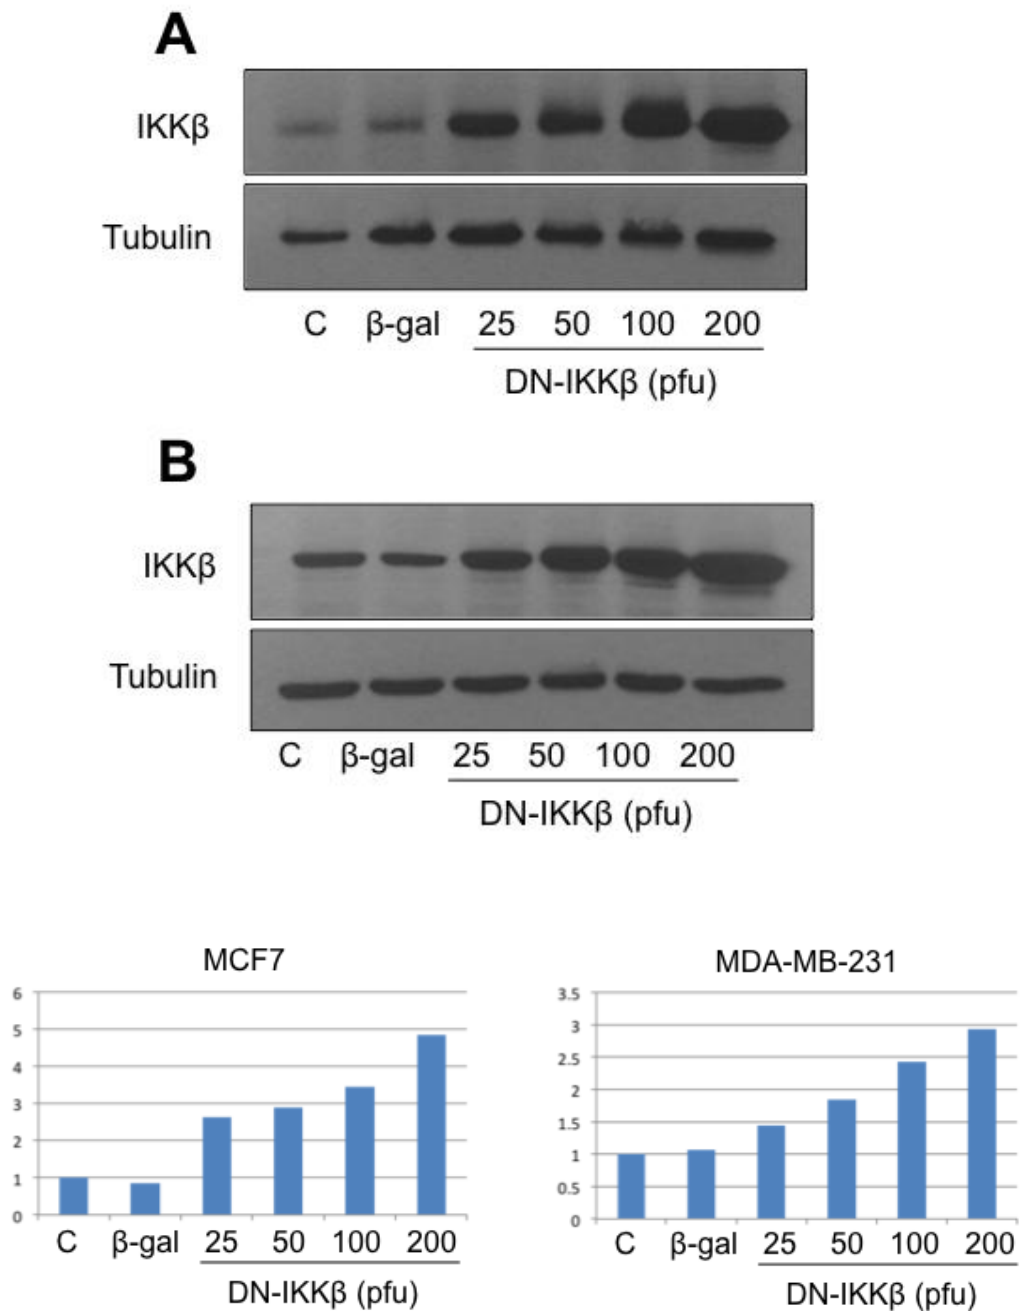 A
IKKβ
Tubulin
C β-gal 25 50 100 200
DN-IKKβ (pfu)
B
IKKβ
Tubulin
C β-gal 25 50 100 200
DN-IKKβ (pfu)
MCF7
6
5
4
3
2
1
0
C β-gal 25 50 100 200
DN-IKKβ (pfu)
MDA-MB-231
3.5
3
2.5
2
1.5
1
0.5
0
C β-gal 25 50 100 200
DN-IKKβ (pfu)